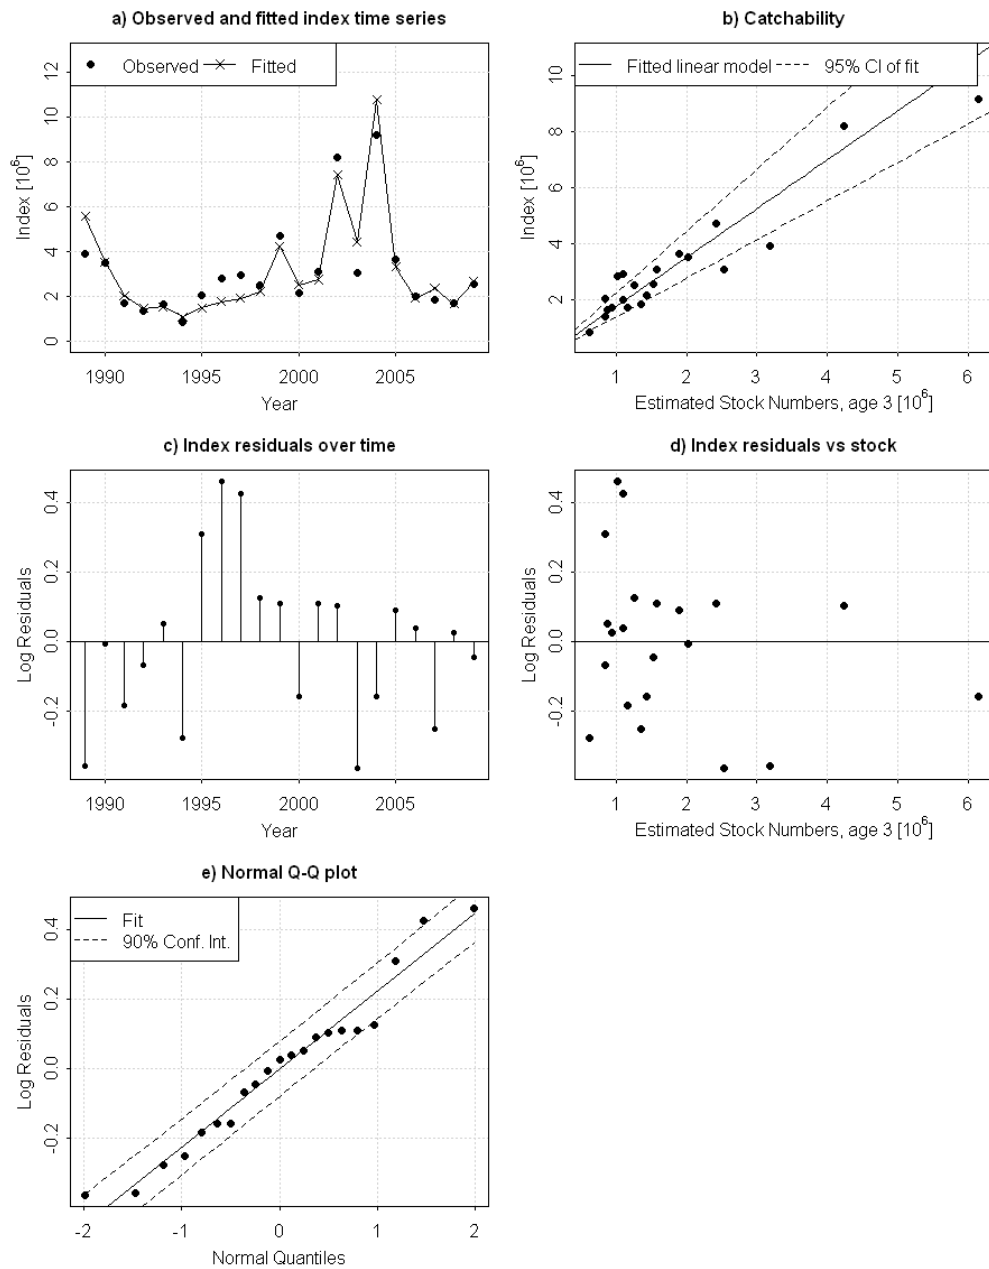 a) Observed and fitted index time series
Observed Fitted
Index [10^6]
0 2 4 6 8 10 12
1990 1995 2000 2005
Year
b) Catchability
Fitted linear model 95% CI of fit
Index [10^6]
2 4 6 8 10
1 2 3 4 5 6
Estimated Stock Numbers, age 3 [10^6]
c) Index residuals over time
Log Residuals
-0.2 0.0 0.2 0.4
1990 1995 2000 2005
Year
d) Index residuals vs stock
Log Residuals
-0.2 0.0 0.2 0.4
1 2 3 4 5 6
Estimated Stock Numbers, age 3 [10^6]
e) Normal Q-Q plot
Fit
90% Conf. Int.
Log Residuals
-0.2 0.0 0.2 0.4
-2 -1 0 1 2
Normal Quantiles